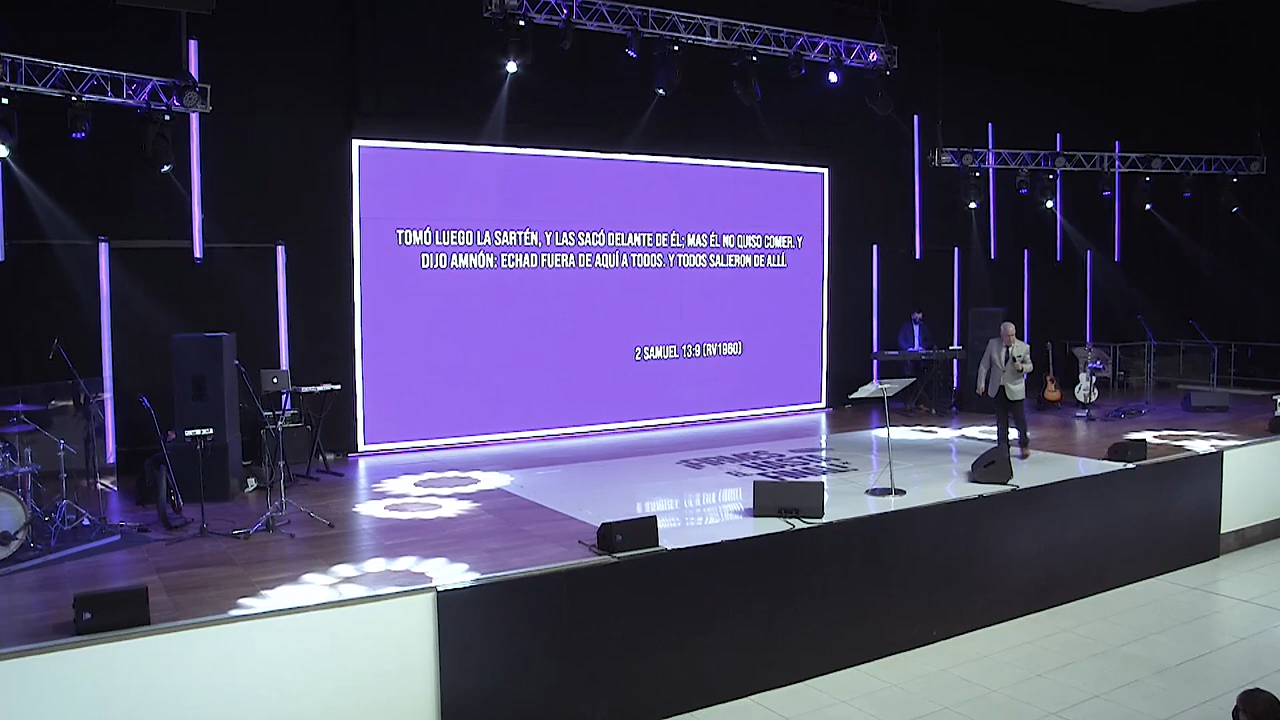 TOMÓ LUEGO LA SARTÉN, Y LAS SACÓ DELANTE DE ÉL; MAS ÉL NO QUISO COMER. Y
DIJO AMNÓN: ECHAD FUERA DE AQUÍ A TODOS. Y TODOS SALIERON DE ALLÍ.
2 SAMUEL 13:9 (RV1960)